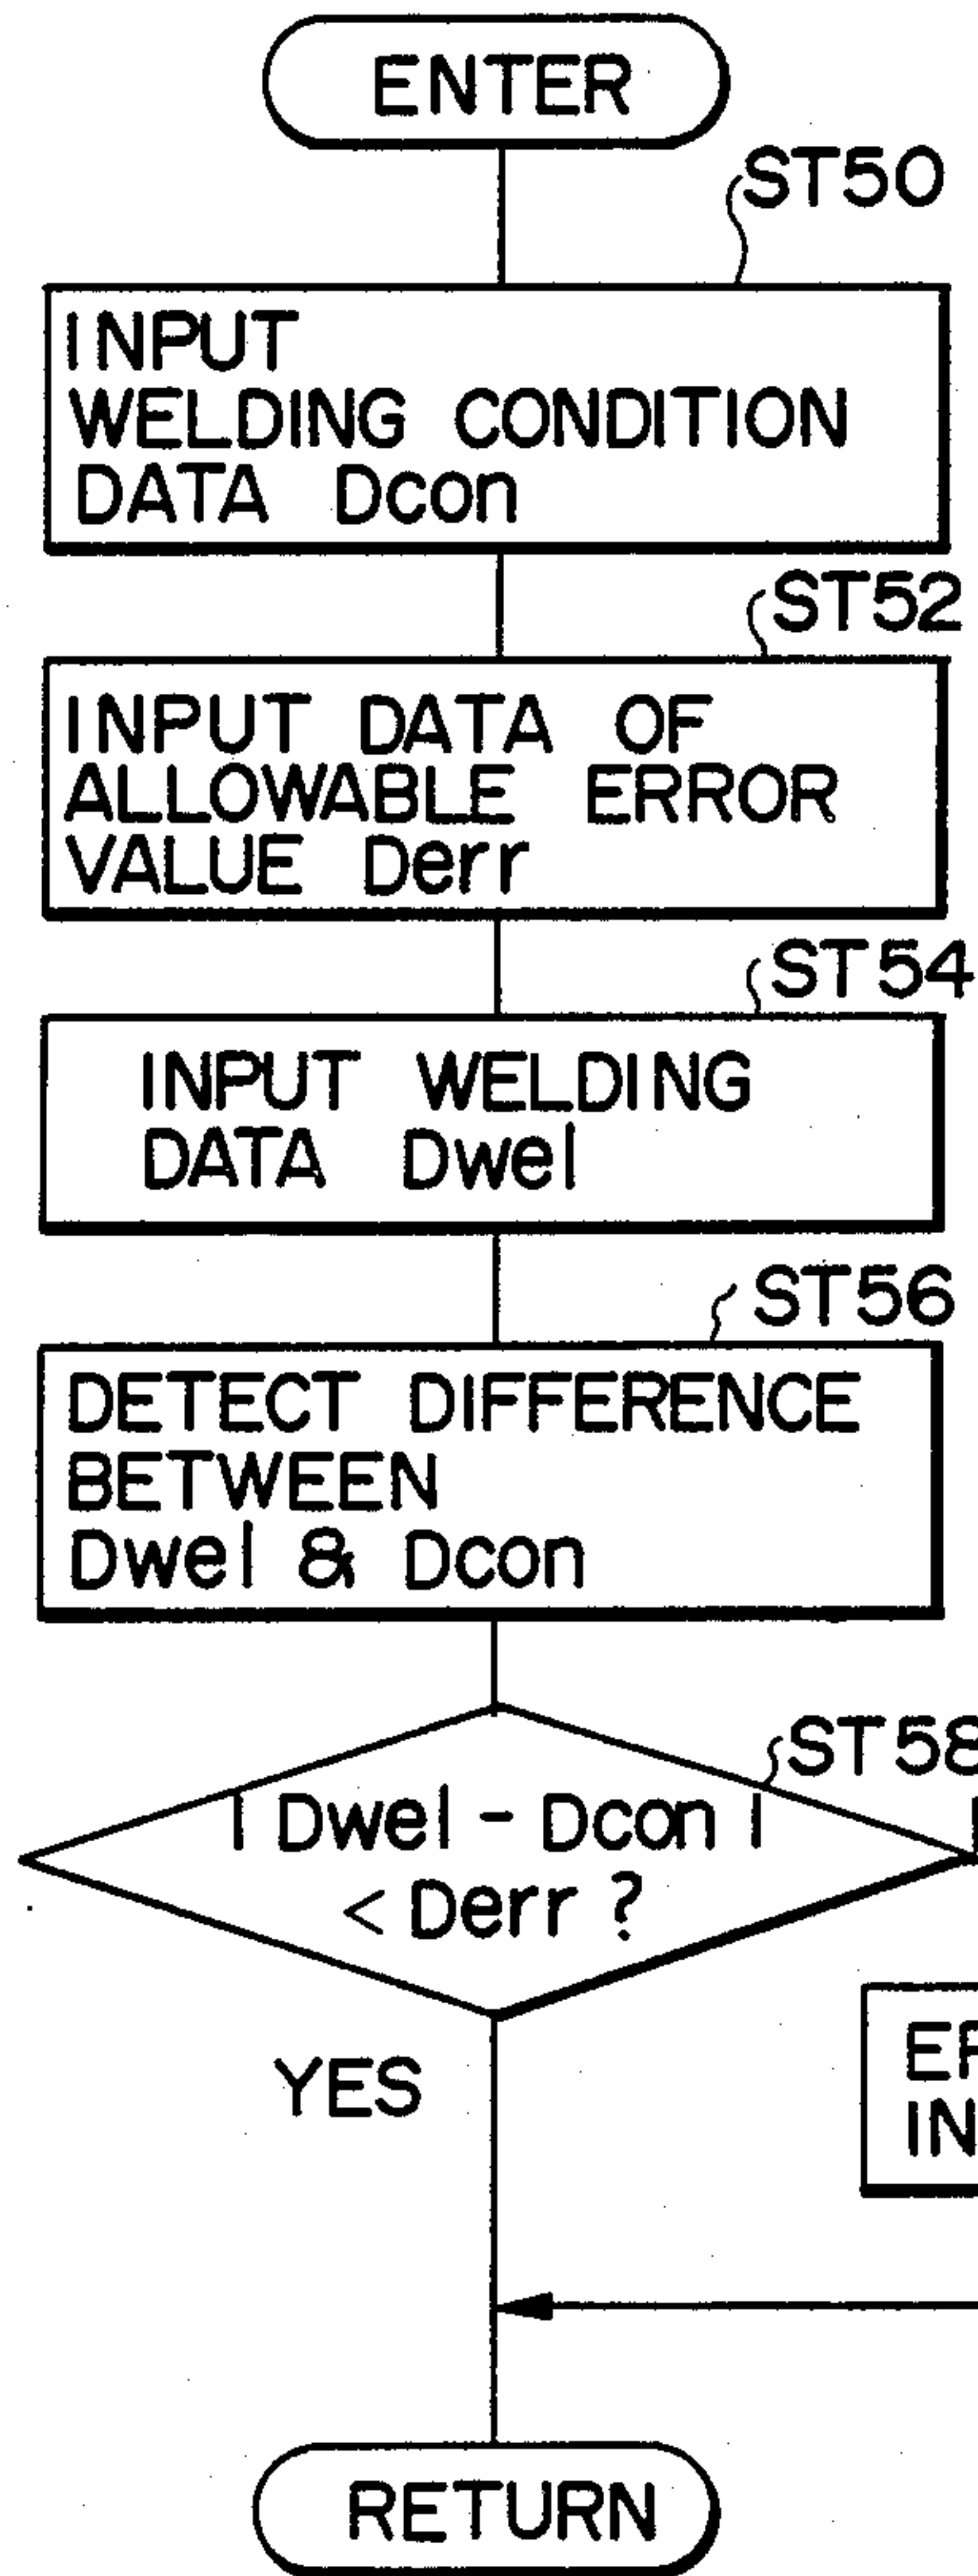 ENTER
ST50
INPUT
WELDING CONDITION
DATA Dcon
ST52
INPUT DATA OF
ALLOWABLE ERROR
VALUE Derr
ST54
INPUT WELDING
DATA Dwel
ST56
DETECT DIFFERENCE
BETWEEN
Dwel & Dcon
ST58
| Dwel - Dcon |
< Derr ?
YES
RETURN